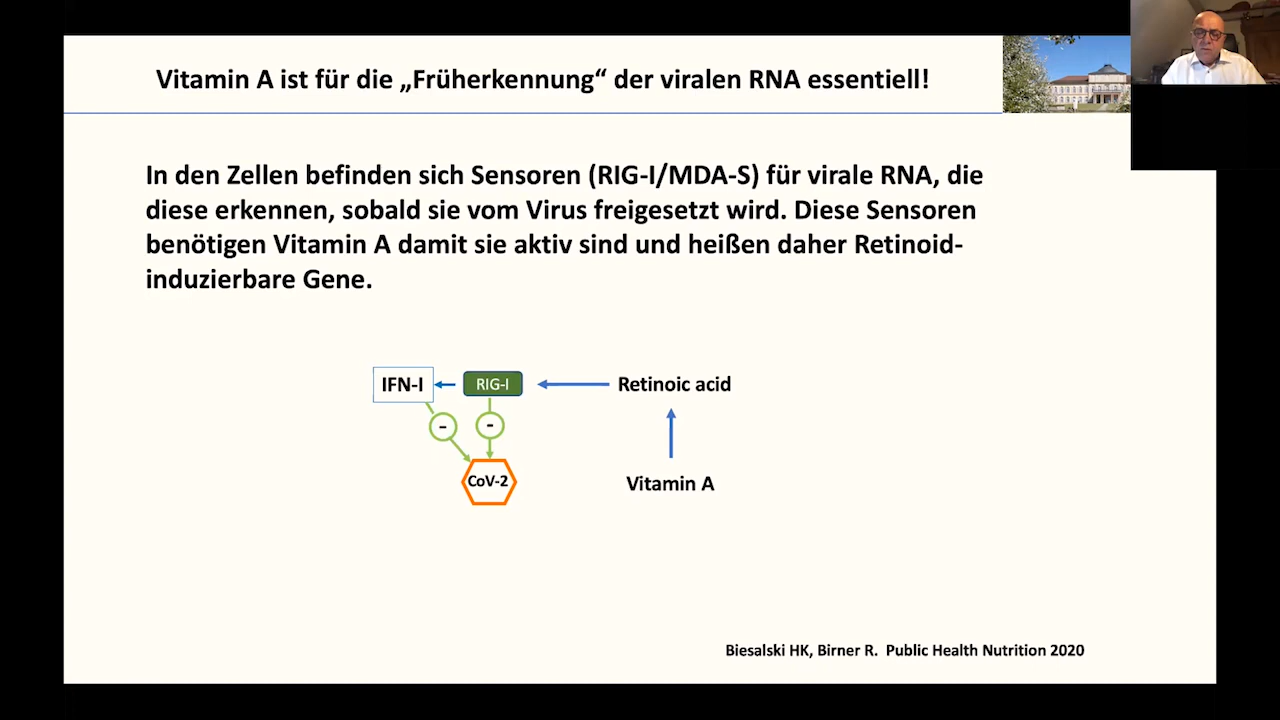 Vitamin A ist für die „Früherkennung“ der viralen RNA essentiell!
In den Zellen befinden sich Sensoren (RIG-I/MDA-S) für virale RNA, die
diese erkennen, sobald sie vom Virus freigesetzt wird. Diese Sensoren
benötigen Vitamin A damit sie aktiv sind und heißen daher Retinoid-
induzierbare Gene.
IFN-I
RIG-I
Retinoic acid
-
-
CoV-2
Vitamin A
Biesalski HK, Birner R. Public Health Nutrition 2020